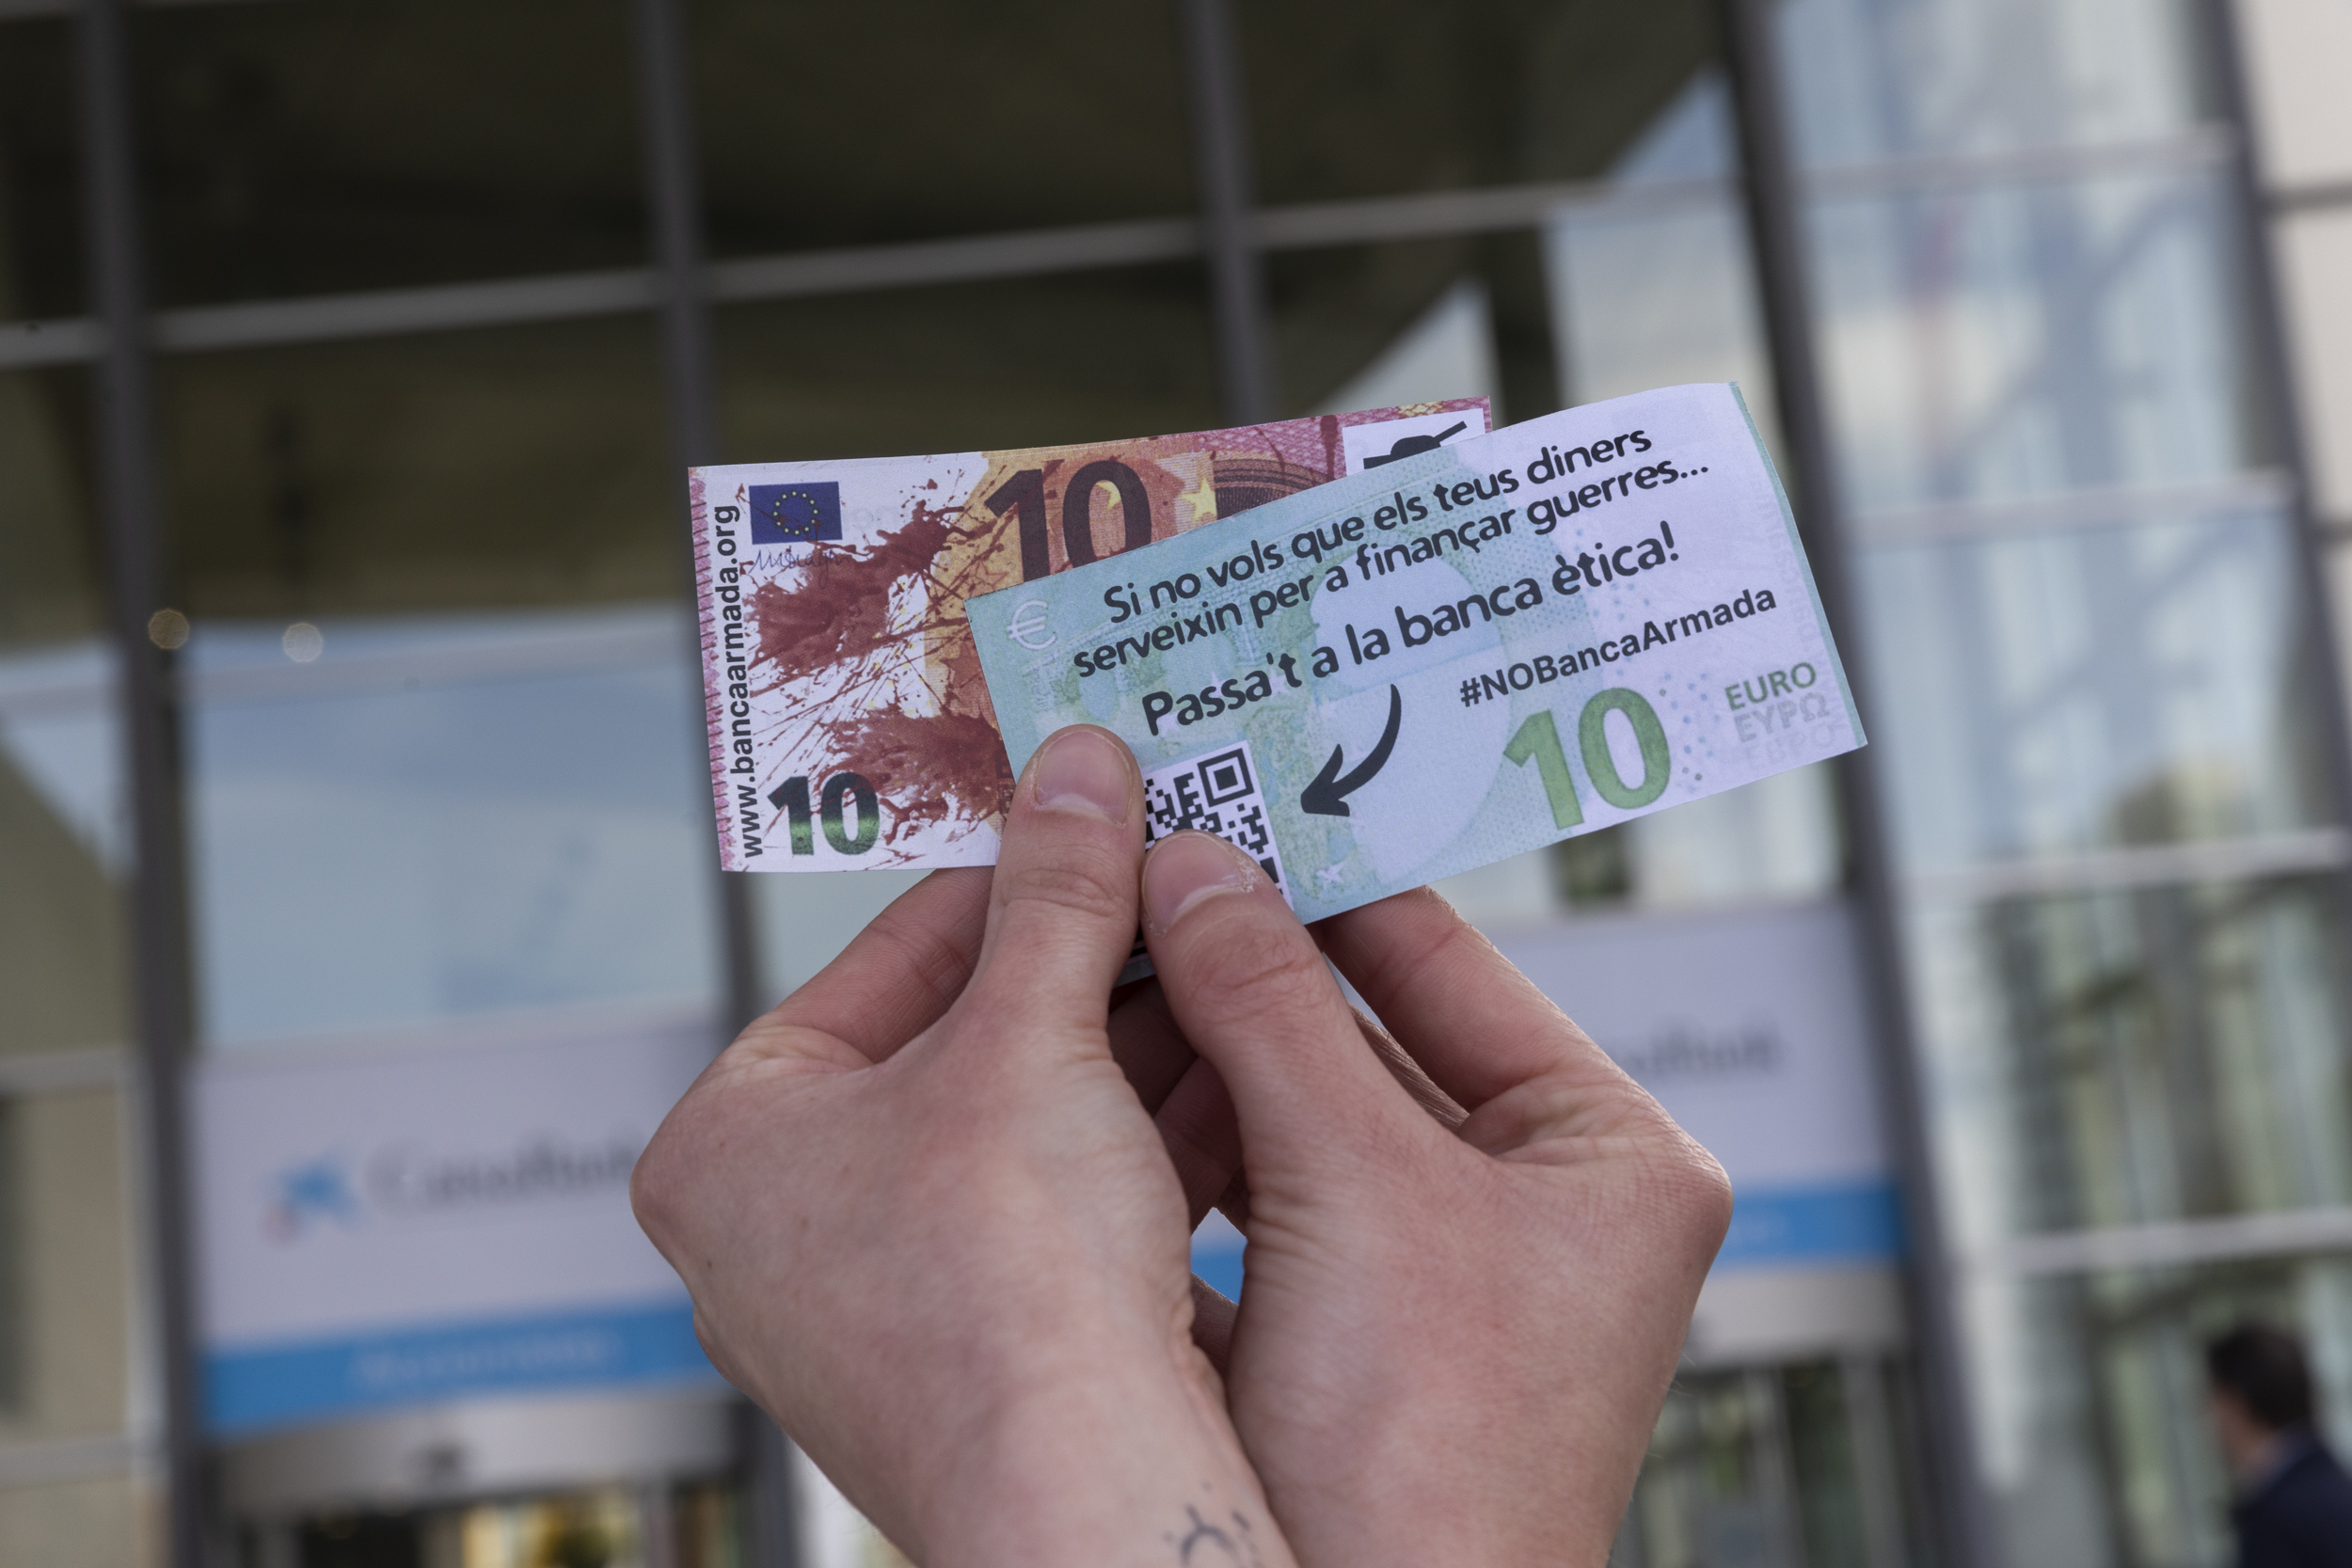 www.bancaarmada.org
10
10
Si no vols que els teus diners
serveixin per a finançar guerres...
Passa't a la banca ètica!
#NOBancaArmada
10
EURO
ΕΥΡΩ
CaixaBank